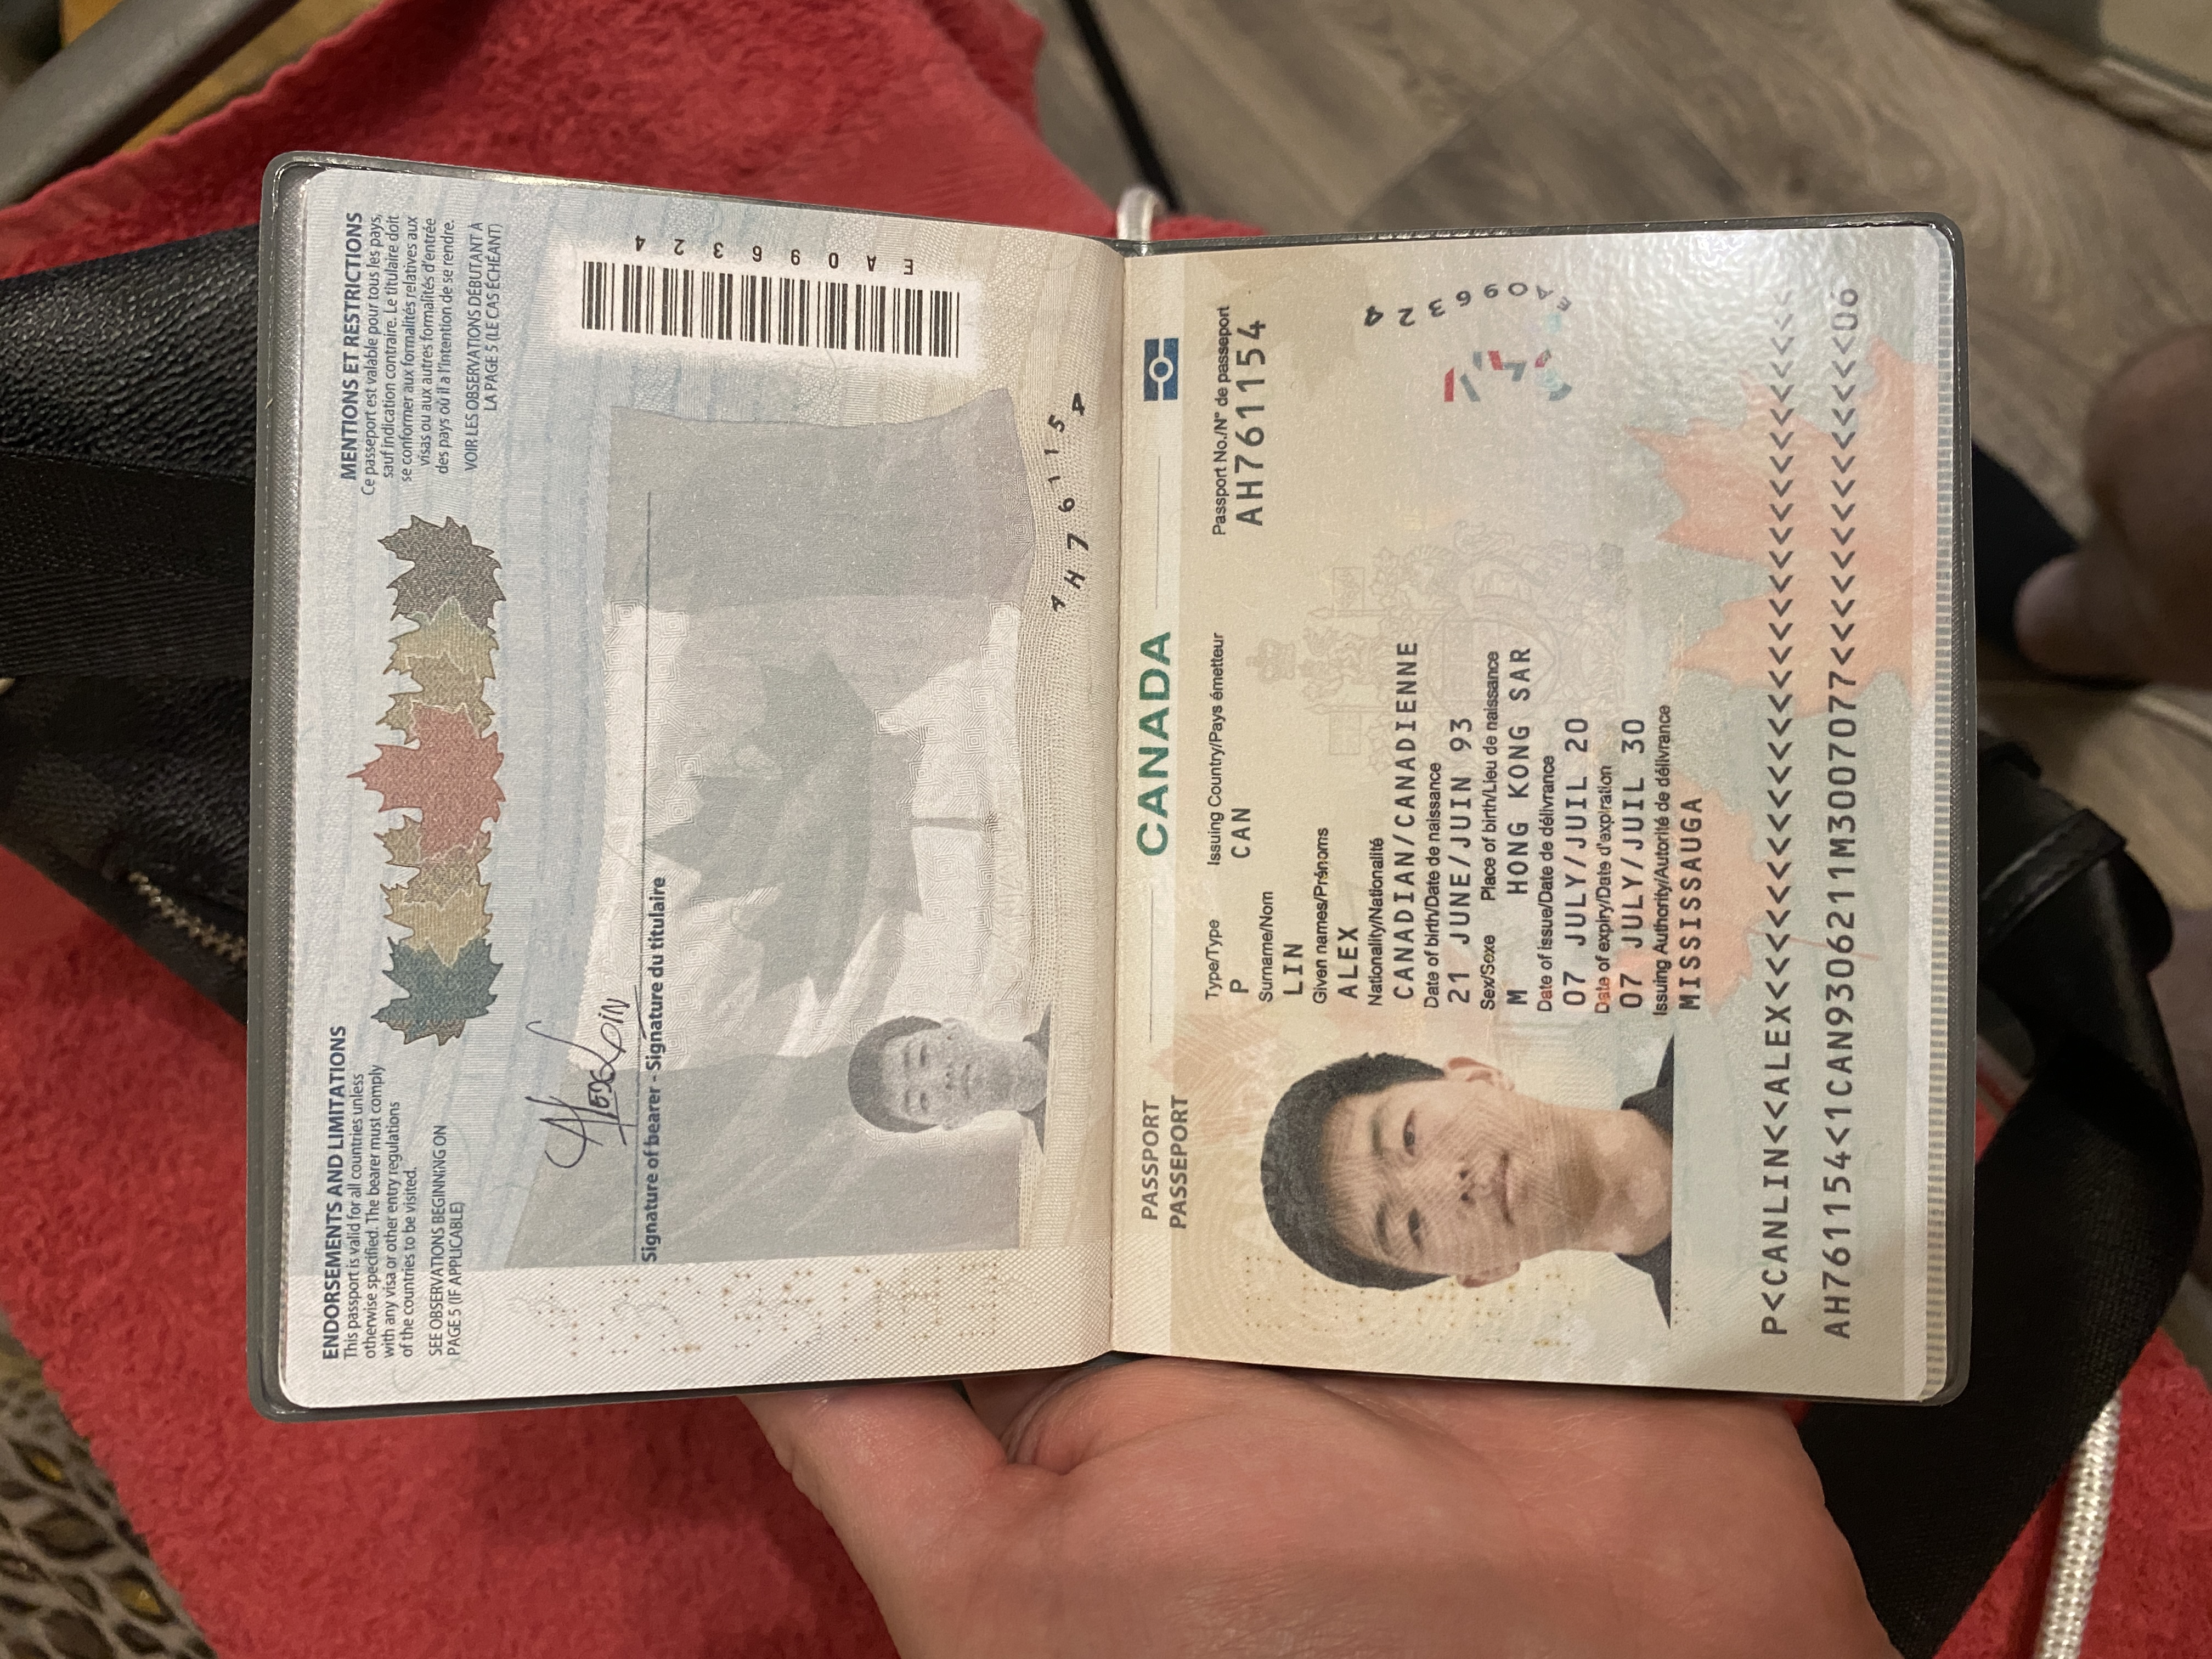 ENDORSEMENTS AND LIMITATIONS
This passport is valid for all countries unless
otherwise specified. The bearer must comply
with any visa or other entry regulations
of the countries to be visited.
SEE OBSERVATIONS BEGINNING ON
PAGE 5 (IF APPLICABLE)
MENTIONS ET RESTRICTIONS
Ce passeport est valable pour tous les pays,
sauf indication contraire. Le titulaire doit
se conformer aux formalités relatives aux
visas ou aux autres formalités d'entrée
des pays où il a l'intention de se rendre.
VOIR LES OBSERVATIONS DÉBUTANT À
LA PAGE 5 (LE CAS ÉCHÉANT)
Signature of bearer - Signature du titulaire
EA096324
AH761154
PASSPORT
PASSEPORT
CANADA
Type/Type Issuing Country/Pays émetteur Passport No./N° de passeport
P CAN AH761154
Surname/Nom
LIN
Given names/Prénoms
ALEX
Nationality/Nationalité
CANADIAN/CANADIENNE
Date of birth/Date de naissance
21 JUNE/JUIN 93
Sex/Sexe Place of birth/Lieu de naissance
M HONG KONG SAR
Date of issue/Date de délivrance
07 JULY/JUIL 20
Date of expiry/Date d'expiration
07 JULY/JUIL 30
Issuing Authority/Autorité de délivrance
MISSISSAUGA
EA096324
P<CANLIN<<ALEX<<<<<<<<<<<<<<<<<<<<<<<<<<<<<<
AH761154<1CAN9306211M3007077<<<<<<<<<<<<<<06